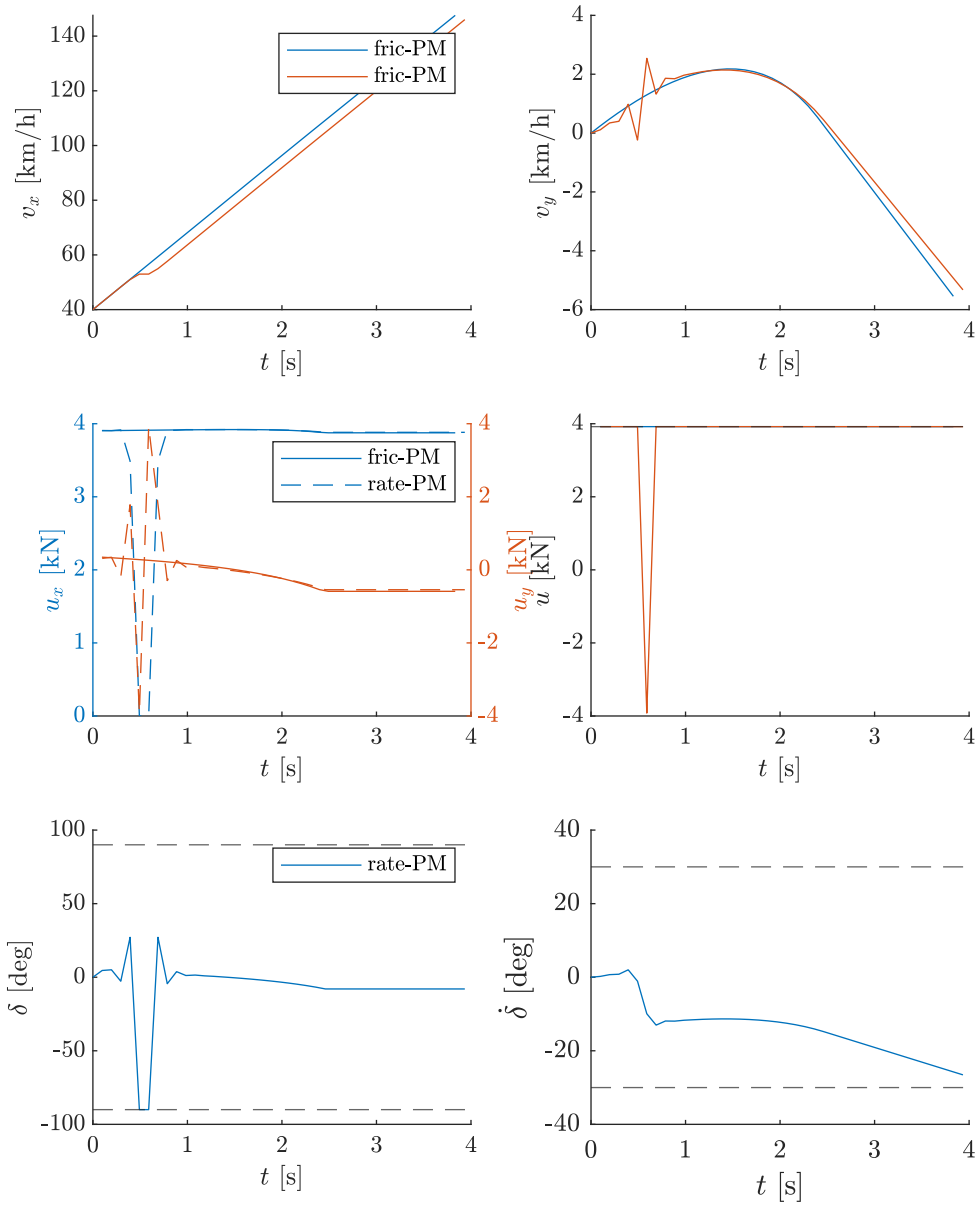 140
120
100
80
60
40
v_x [km/h]
0 1 2 3 4
t [s]
fric-PM
fric-PM
4
2
0
-2
-4
-6
v_y [km/h]
0 1 2 3 4
t [s]
4
3
2
1
0
u_x [kN]
0 1 2 3 4
t [s]
fric-PM
rate-PM
4
2
0
-2
-4
u_y [kN]
4
2
0
-2
-4
u [kN]
0 1 2 3 4
t [s]
100
50
0
-50
-100
δ [deg]
0 1 2 3 4
t [s]
rate-PM
40
20
0
-20
-40
δ̇ [deg]
0 1 2 3 4
t [s]